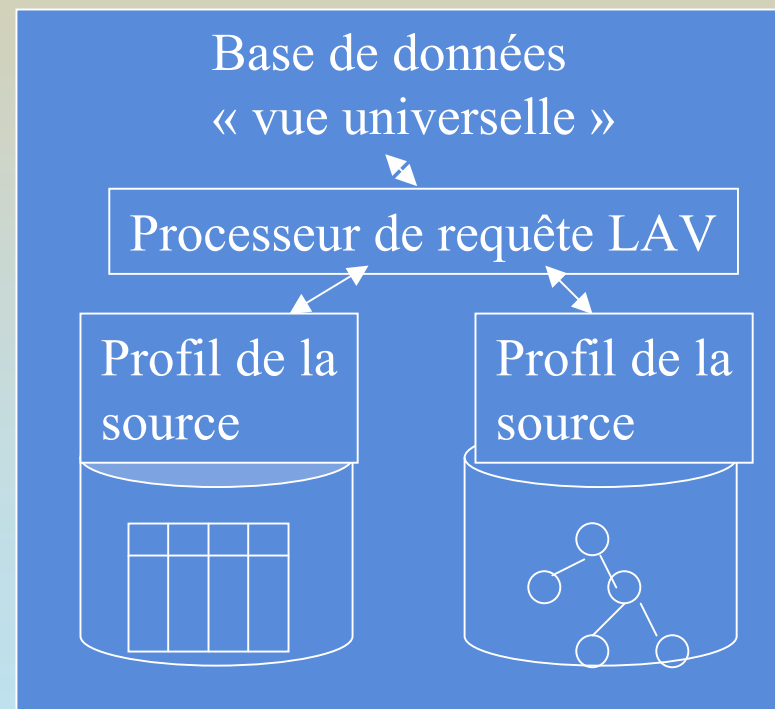 Base de données
« vue universelle »
Processeur de requête LAV
Profil de la
source
Profil de la
source